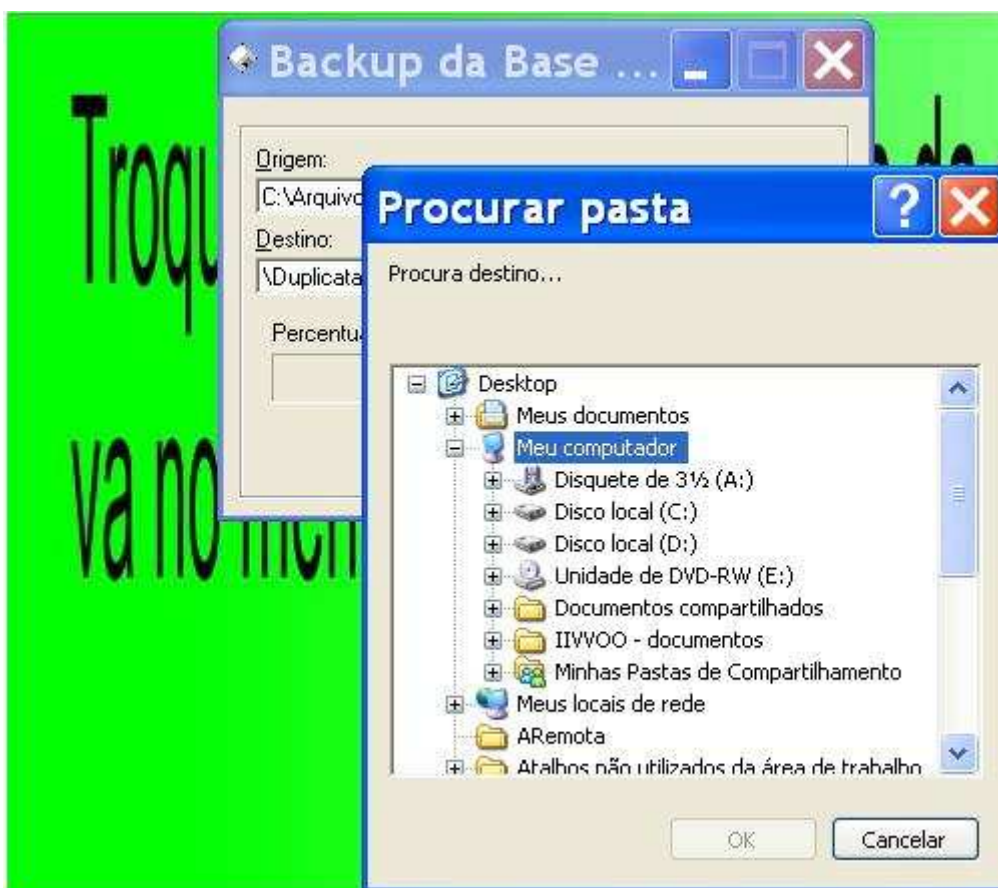 Backup da Base ...
Origem:
C:\Arquivo
Destino:
\Duplicata
Procurar pasta
Procura destino...
Desktop
Meus documentos
Meu computador
Disquete de 3½ (A:)
Disco local (C:)
Disco local (D:)
Unidade de DVD-RW (E:)
Documentos compartilhados
IIVVOO - documentos
Minhas Pastas de Compartilhamento
Meus locais de rede
ARemota
Atalhos não utilizados da área de trabalho
OK Cancelar
va no